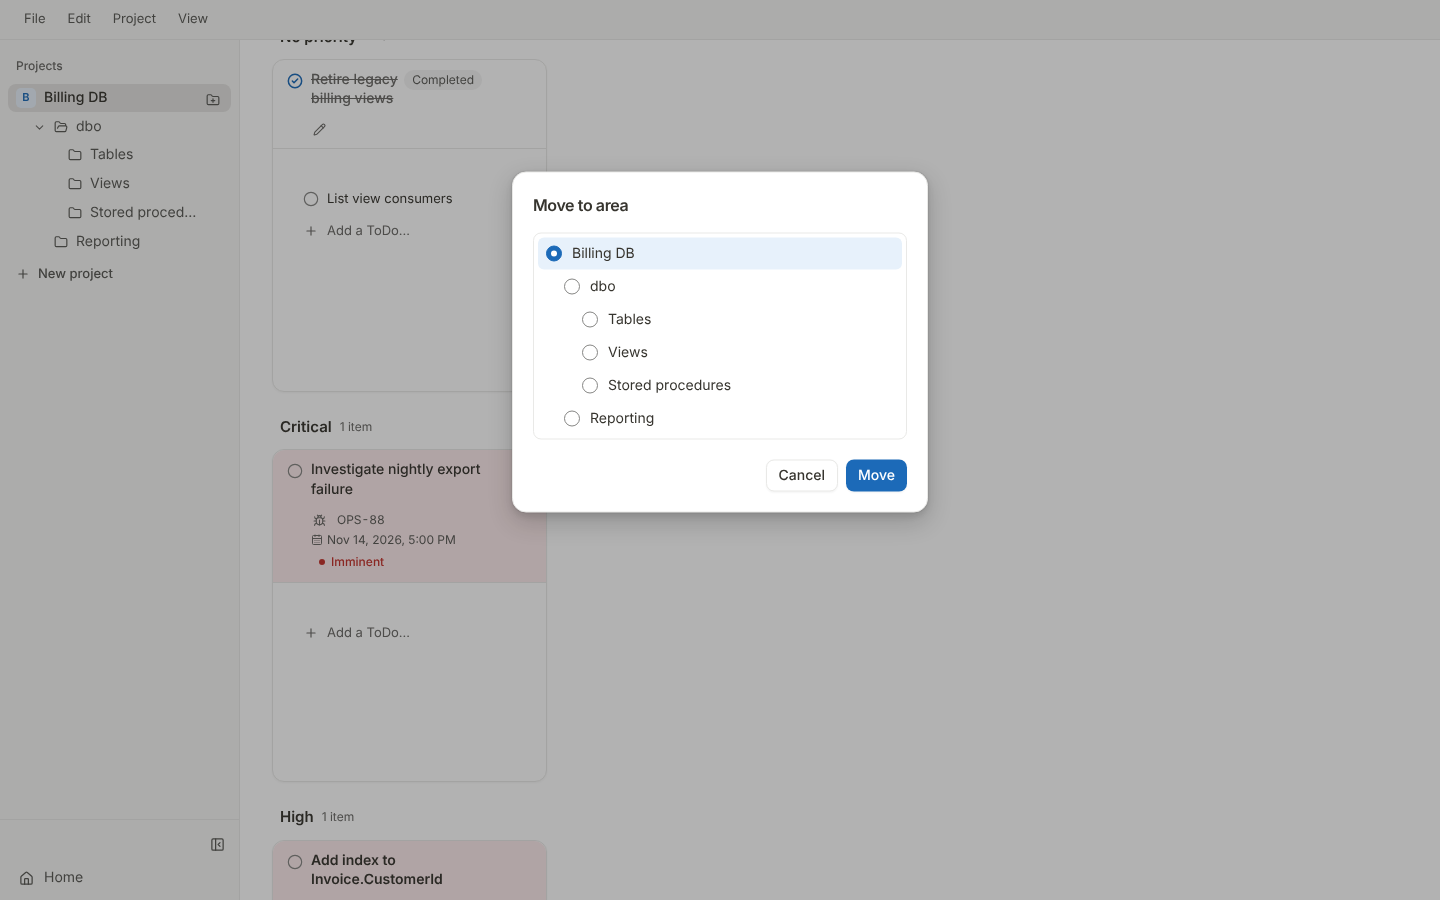 File Edit Project View
Projects
B Billing DB
dbo
Tables
Views
Stored proced...
Reporting
New project
Home
No priority
Retire legacy billing views
Completed
List view consumers
Add a ToDo...
Critical 1 item
Investigate nightly export
failure
OPS-88
Nov 14, 2026, 5:00 PM
Imminent
Add a ToDo...
High 1 item
Add index to
Invoice.CustomerId
Move to area
Billing DB
dbo
Tables
Views
Stored procedures
Reporting
Cancel Move